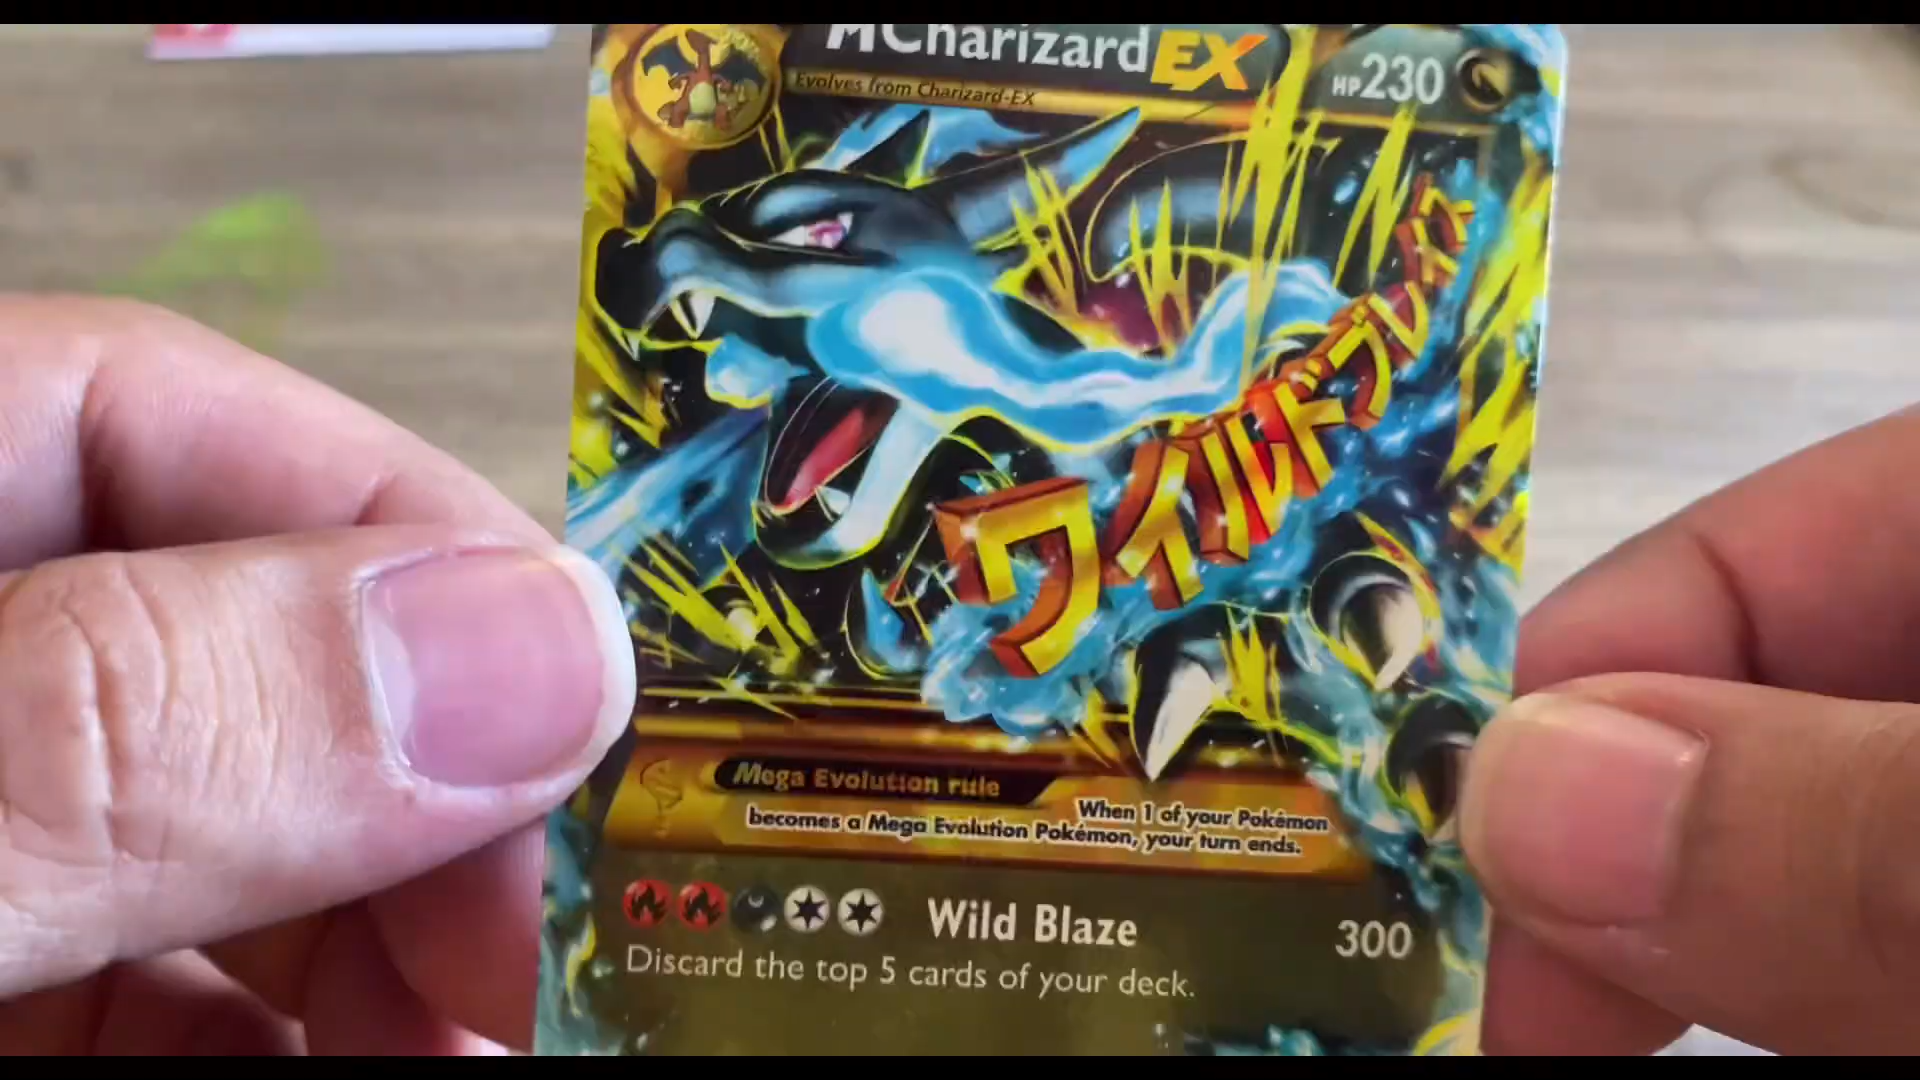 MCharizardEX
HP230
Evolves from Charizard-EX
ワイルドブレイズ
Mega Evolution rule
When 1 of your Pokémon
becomes a Mega Evolution Pokémon, your turn ends.
Wild Blaze
300
Discard the top 5 cards of your deck.